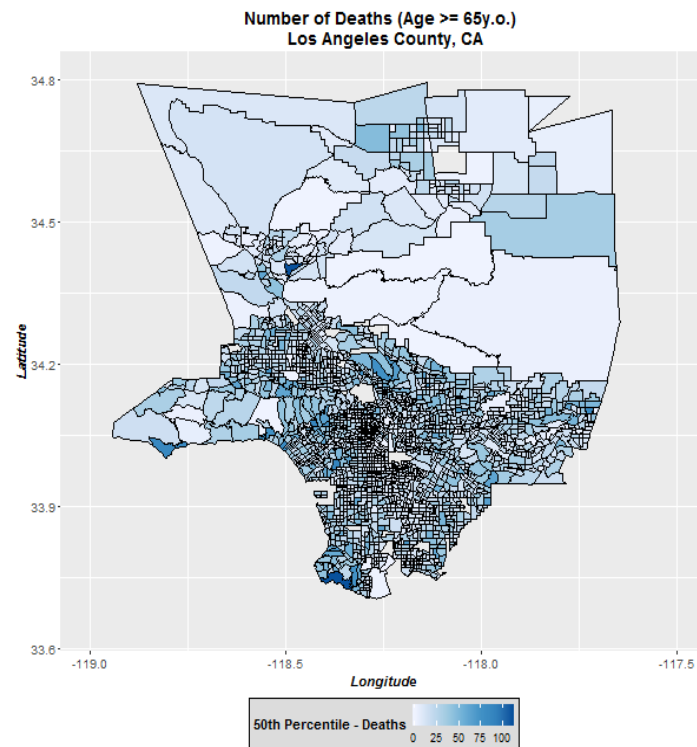 Number of Deaths (Age >= 65y.o.)
Los Angeles County, CA
34.8
34.5
34.2
33.9
33.6
Latitude
-119.0 -118.5 -118.0 -117.5
Longitude
50th Percentile - Deaths
0 25 50 75 100